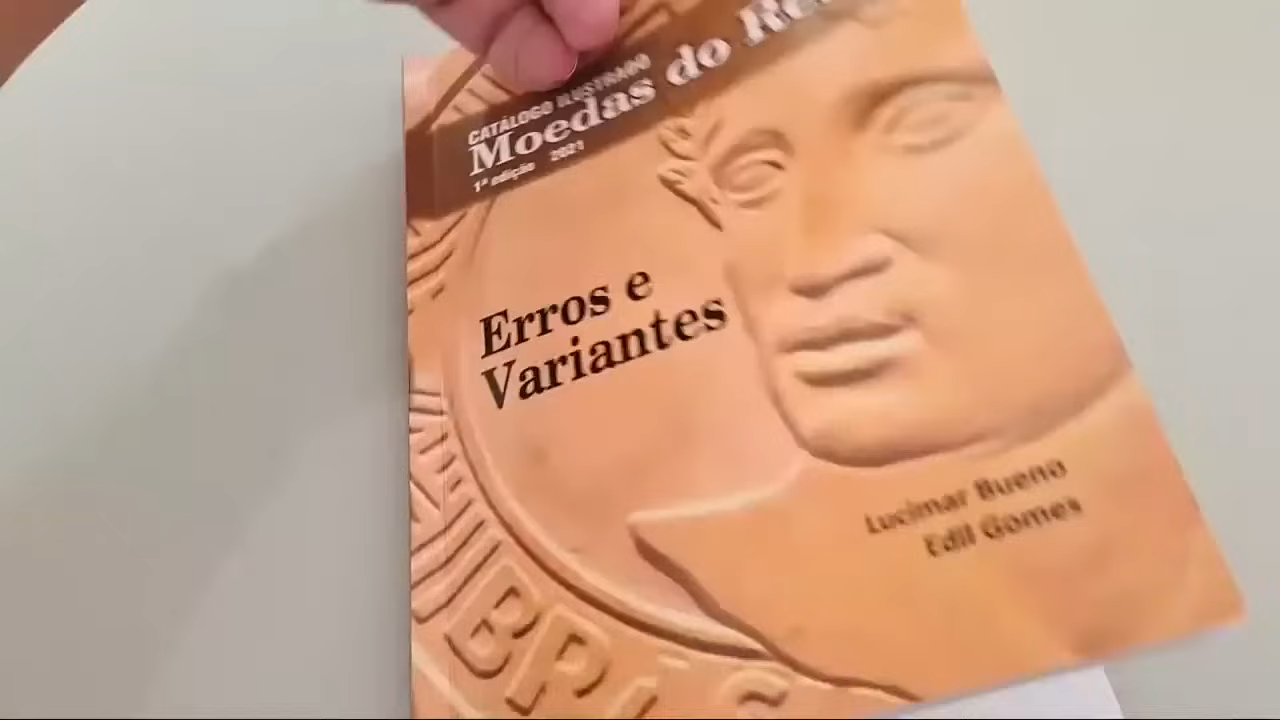 CATÁLOGO ILUSTRADO
Moedas do
1ª edição 2021
Erros e
Variantes
Lucimar Bueno
Edil Gomes